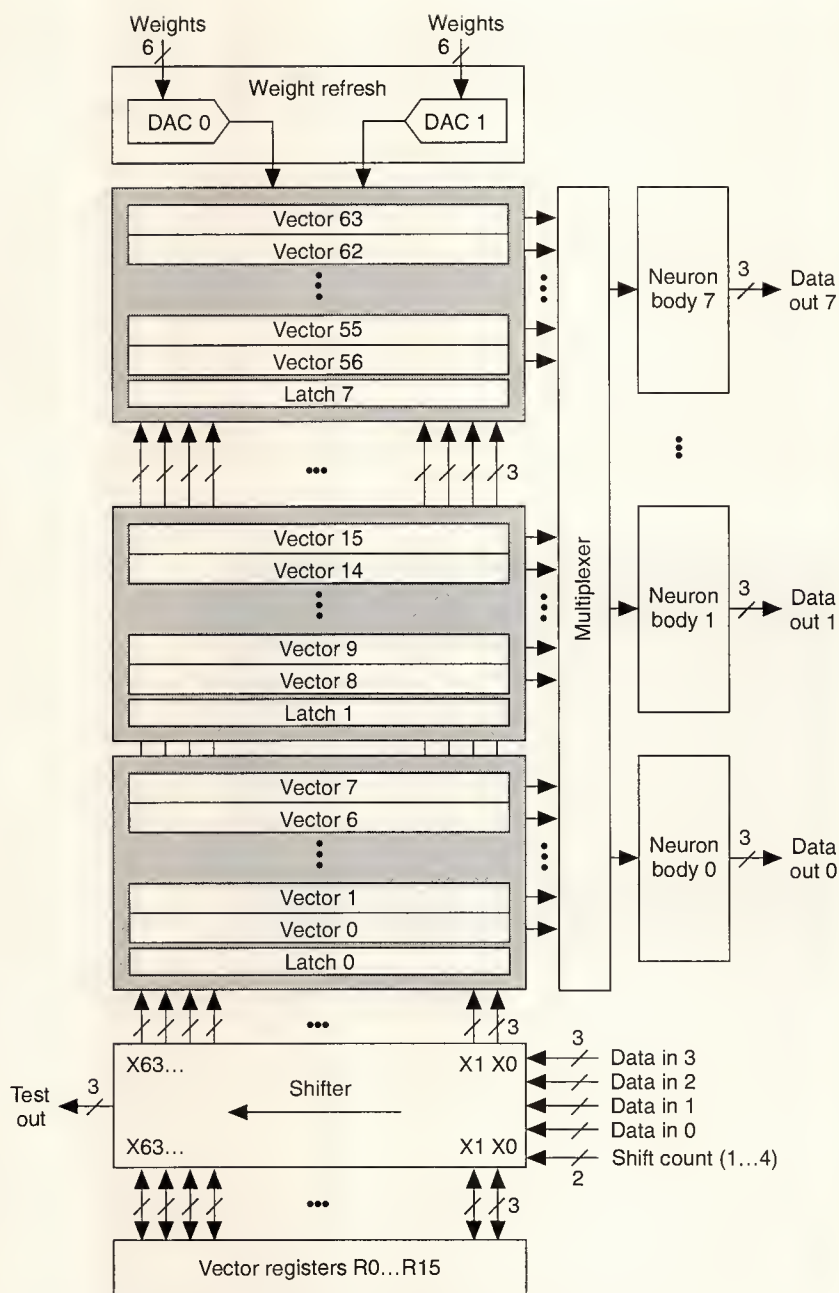 Weights
Weights
6
6
Weight refresh
DAC 0
DAC 1
Vector 63
Vector 62
Vector 55
Vector 56
Latch 7
Neuron body 7
3
Data out 7
3
Vector 15
Vector 14
Vector 9
Vector 8
Latch 1
Multiplexer
Neuron body 1
3
Data out 1
Vector 7
Vector 6
Vector 1
Vector 0
Latch 0
Neuron body 0
3
Data out 0
3
X63...
X1 X0
3
Data in 3
Data in 2
Data in 1
Data in 0
Shift count (1...4)
2
Test out
3
Shifter
X63...
X1 X0
3
Vector registers R0...R15